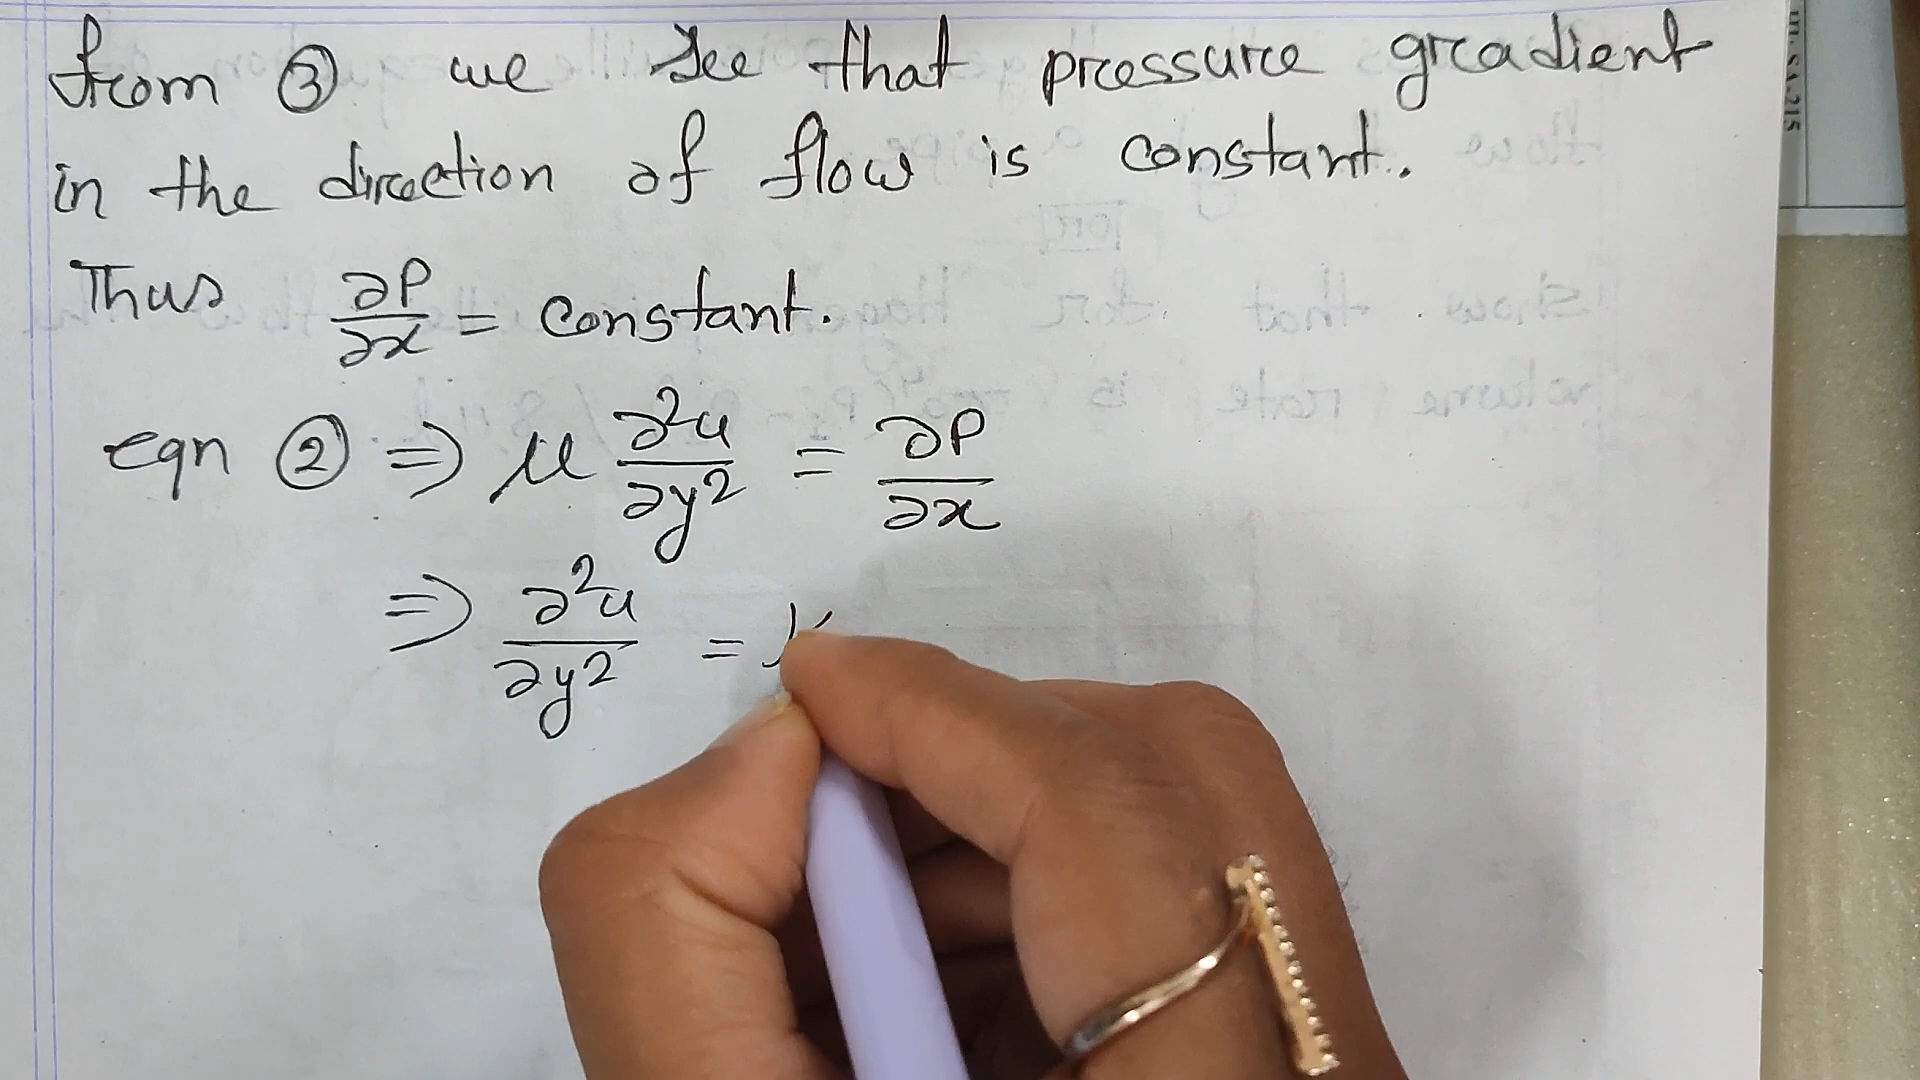 from ③ we see that pressure gradient
in the direction of flow is constant.
Thus ∂P/∂x = constant.
eqn ② ⇒ μ ∂²u/∂y² = ∂P/∂x
⇒ ∂²u/∂y² =